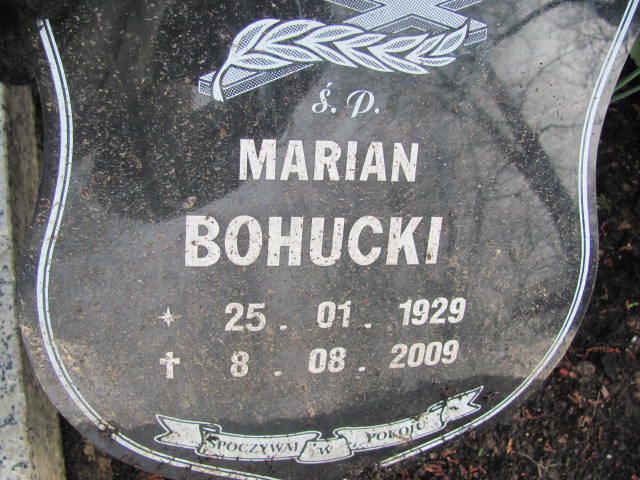 Ś. P.
MARIAN
BOHUCKI
25. 01. 1929
8. 08. 2009
SPOCZYWAJ W POKOJU